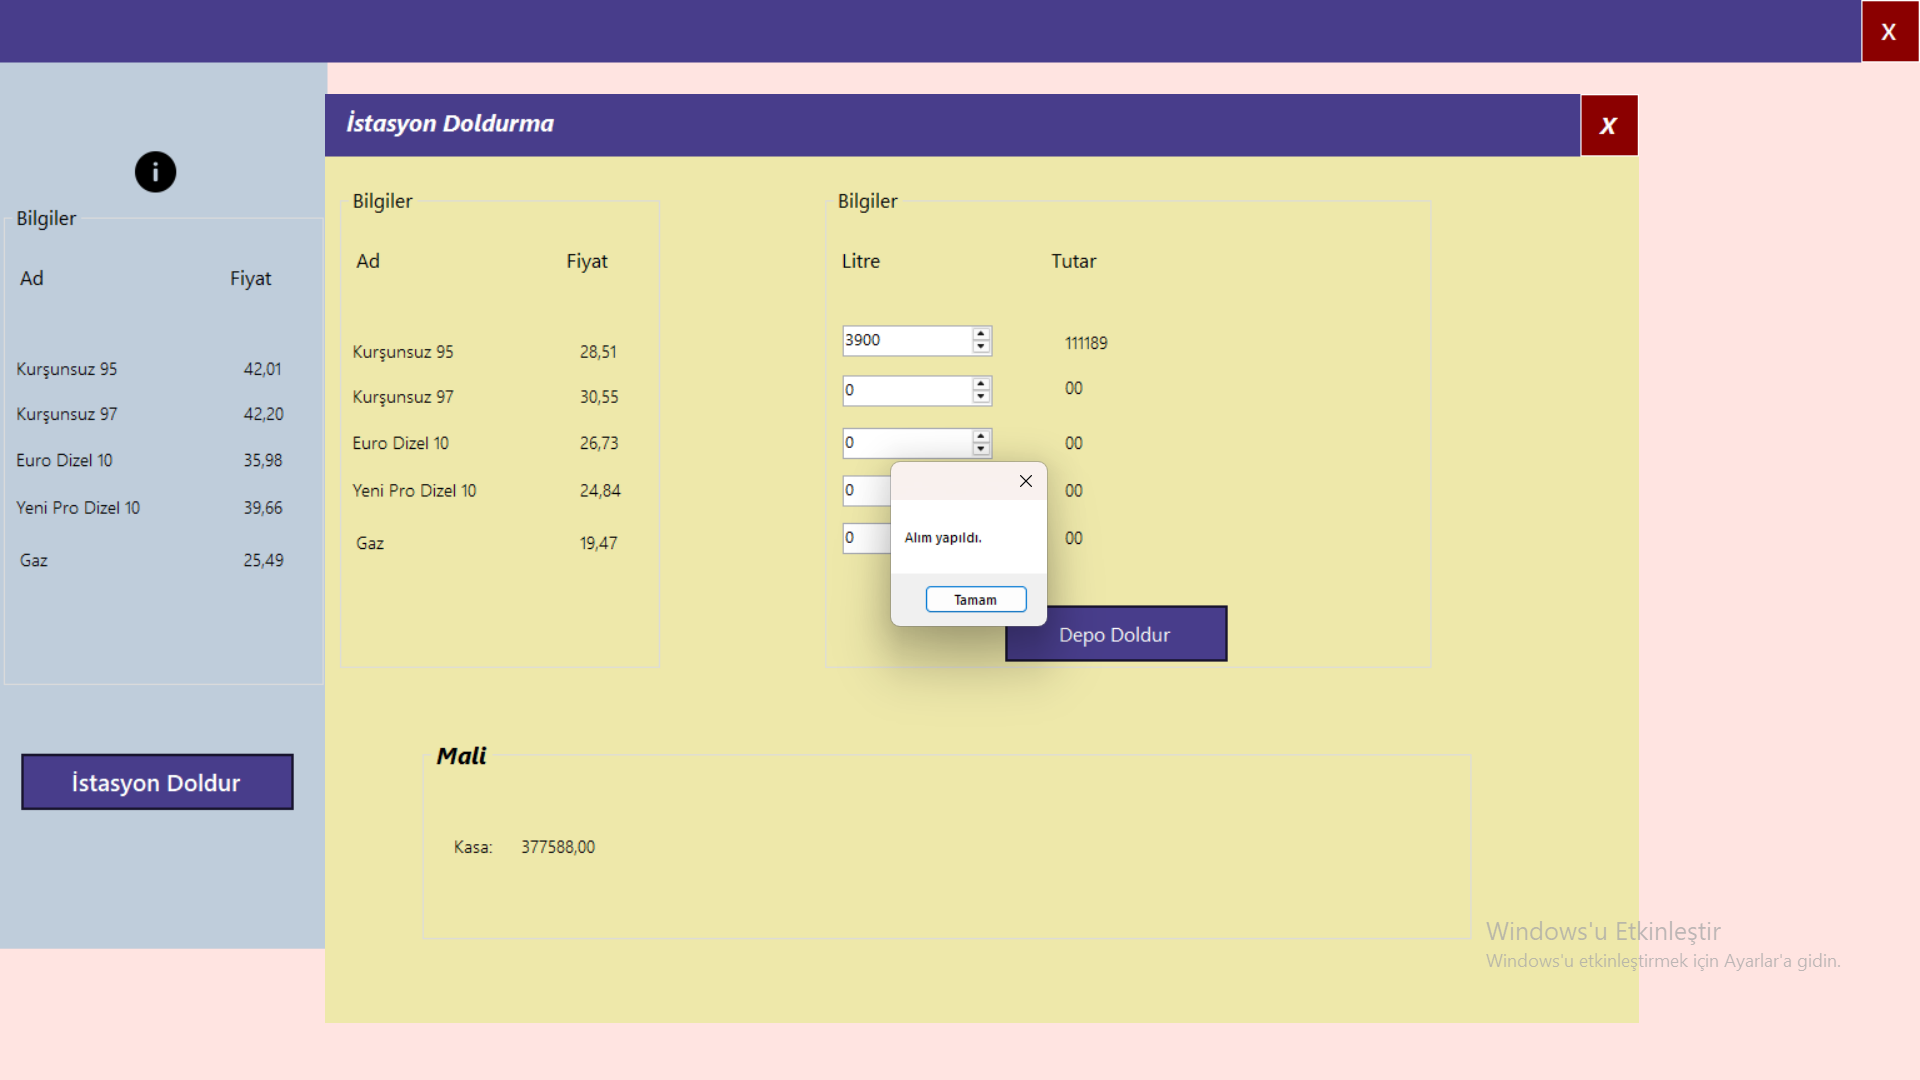 X
İstasyon Doldurma
X
i
Bilgiler
Ad Fiyat
Kurşunsuz 95 42,01
Kurşunsuz 97 42,20
Euro Dizel 10 35,98
Yeni Pro Dizel 10 39,66
Gaz 25,49
İstasyon Doldur
Bilgiler
Ad Fiyat
Kurşunsuz 95 28,51
Kurşunsuz 97 30,55
Euro Dizel 10 26,73
Yeni Pro Dizel 10 24,84
Gaz 19,47
Bilgiler
Litre Tutar
3900 111189
0 00
0 00
0 00
0 00
Alım yapıldı.
Tamam
Depo Doldur
Mali
Kasa: 377588,00
Windows'u Etkinleştir
Windows'u etkinleştirmek için Ayarlar'a gidin.